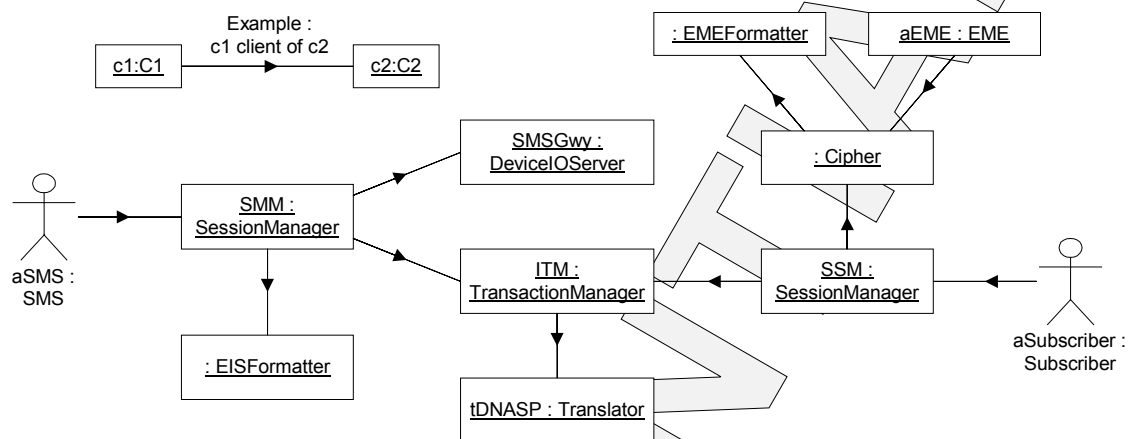 Example :
c1 client of c2
c1:C1
c2:C2
: EMEFormatter
aEME : EME
SMSGwy :
DeviceIOServer
: Cipher
SMM :
SessionManager
aSMS :
SMS
ITM :
TransactionManager
SSM :
SessionManager
aSubscriber :
Subscriber
: EISFormatter
tDNASP : Translator